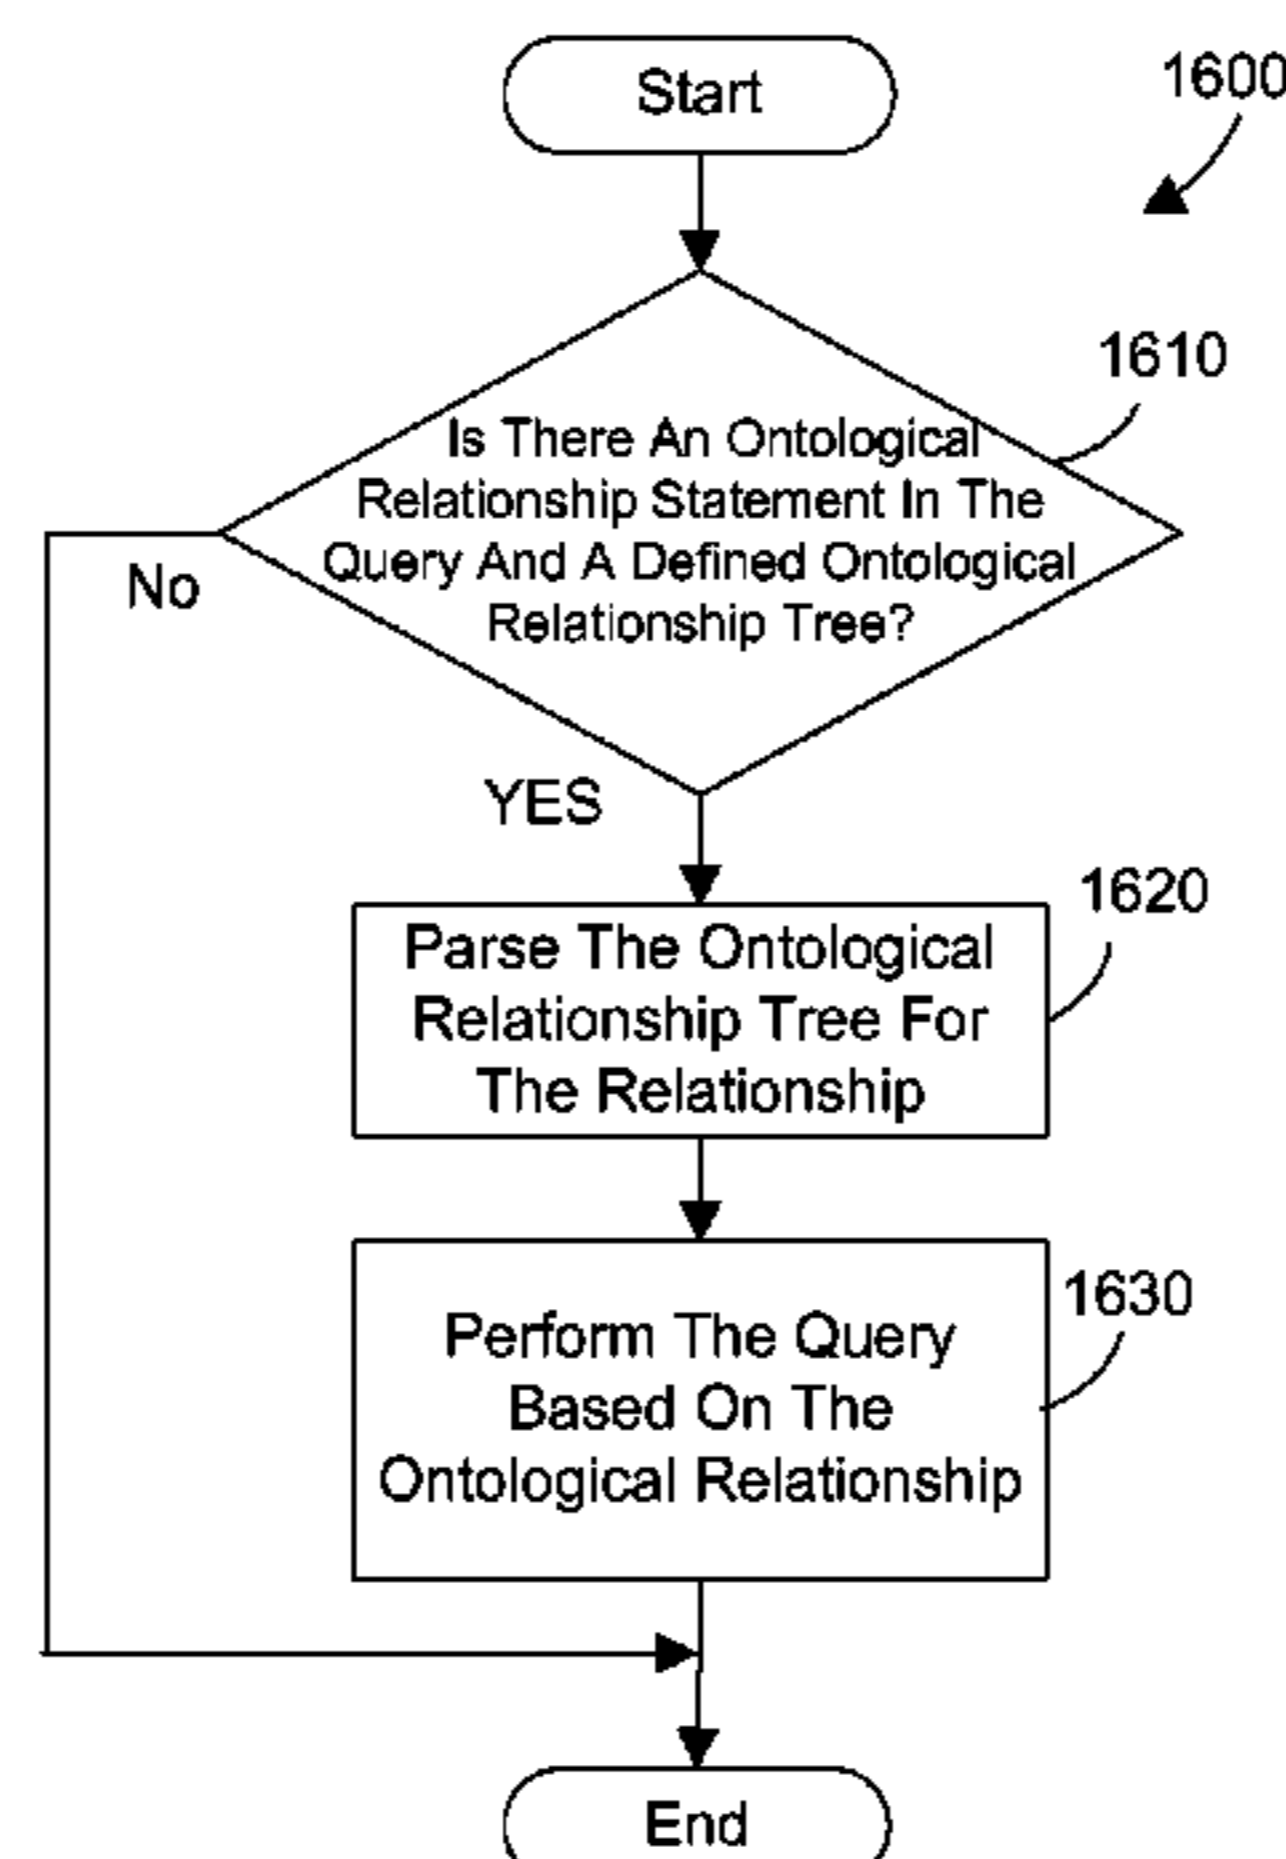 Start
1600
1610
Is There An Ontological
Relationship Statement In The
Query And A Defined Ontological
Relationship Tree?
No
YES
1620
Parse The Ontological
Relationship Tree For
The Relationship
1630
Perform The Query
Based On The
Ontological Relationship
End